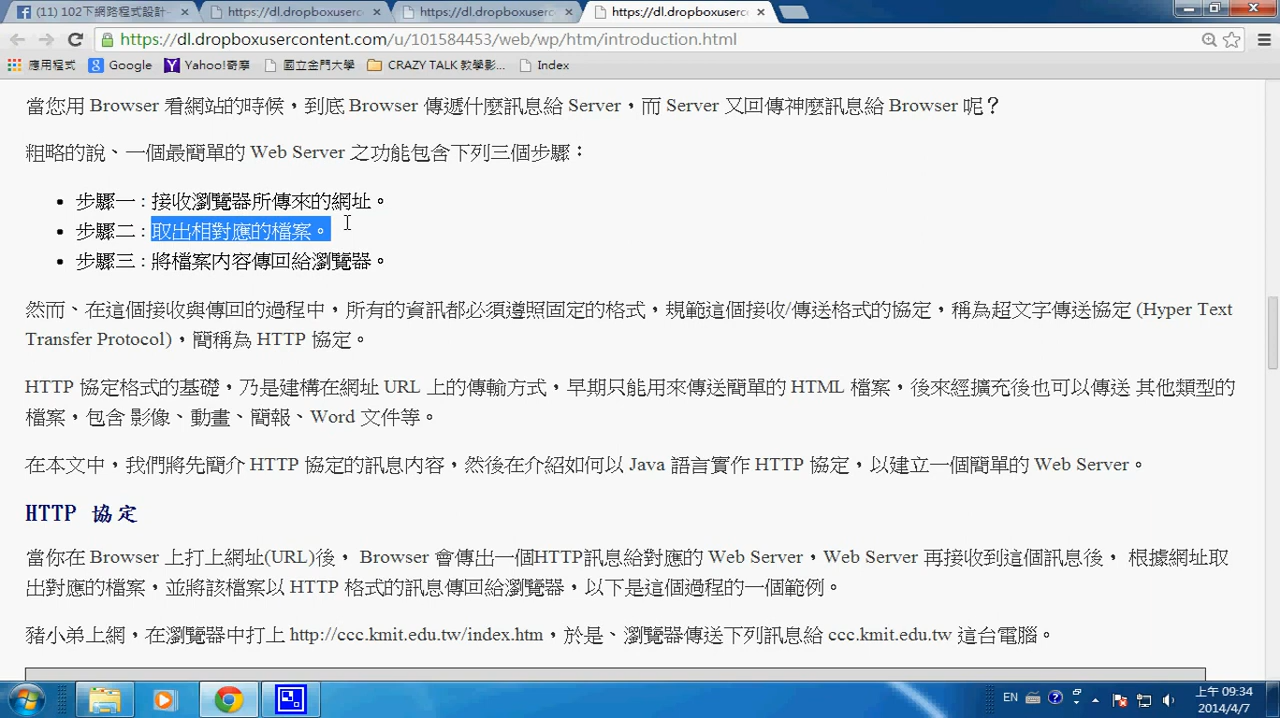 (11) 102下網路程式設計- https://dl.dropboxuserc https://dl.dropboxuserc https://dl.dropboxuserc
https://dl.dropboxusercontent.com/u/101584453/web/wp/htm/introduction.html
應用程式 Google Yahoo!奇摩 國立金門大學 CRAZY TALK 教學影... Index
當您用 Browser 看網站的時候，到底 Browser 傳遞什麼訊息給 Server，而 Server 又回傳神麼訊息給 Browser 呢？
粗略的說、一個最簡單的 Web Server 之功能包含下列三個步驟：
• 步驟一 : 接收瀏覽器所傳來的網址。
• 步驟二 : 取出相對應的檔案。
• 步驟三 : 將檔案內容傳回給瀏覽器。
然而、在這個接收與傳回的過程中，所有的資訊都必須遵照固定的格式，規範這個接收/傳送格式的協定，稱為超文字傳送協定 (Hyper Text
Transfer Protocol)，簡稱為 HTTP 協定。
HTTP 協定格式的基礎，乃是建構在網址 URL 上的傳輸方式，早期只能用來傳送簡單的 HTML 檔案，後來經擴充後也可以傳送 其他類型的
檔案，包含 影像、動畫、簡報、Word 文件等。
在本文中，我們將先簡介 HTTP 協定的訊息內容，然後在介紹如何以 Java 語言實作 HTTP 協定，以建立一個簡單的 Web Server。
HTTP 協定
當你在 Browser 上打上網址(URL)後， Browser 會傳出一個HTTP訊息給對應的 Web Server，Web Server 再接收到這個訊息後， 根據網址取
出對應的檔案，並將該檔案以 HTTP 格式的訊息傳回給瀏覽器，以下是這個過程的一個範例。
豬小弟上網，在瀏覽器中打上 http://ccc.kmit.edu.tw/index.htm，於是、瀏覽器傳送下列訊息給 ccc.kmit.edu.tw 這台電腦。
EN 上午 09:34
2014/4/7